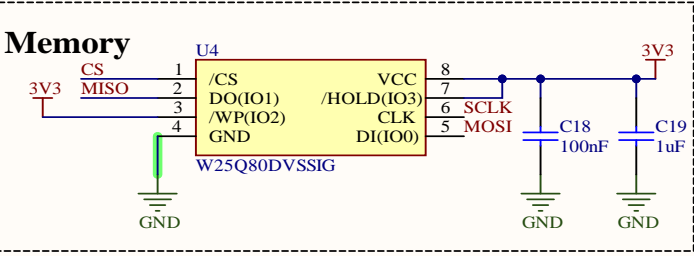 Memory
U4
3V3
CS 1 /CS VCC 8
3V3 MISO 2 DO(IO1) /HOLD(IO3) 7
3 /WP(IO2) CLK 6 SCLK
4 GND DI(IO0) 5 MOSI
C18
100nF
C19
1uF
W25Q80DVSSIG
GND
GND
GND